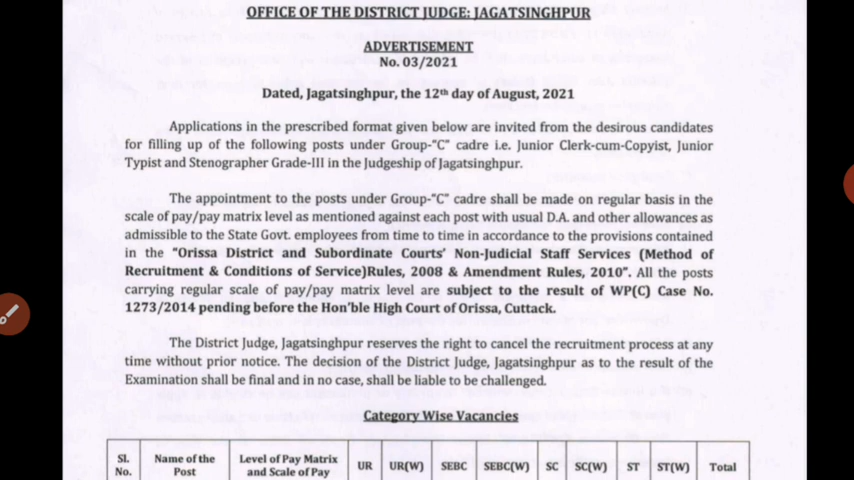 OFFICE OF THE DISTRICT JUDGE: JAGATSINGHPUR
ADVERTISEMENT
No. 03/2021
Dated, Jagatsinghpur, the 12th day of August, 2021
Applications in the prescribed format given below are invited from the desirous candidates
for filling up of the following posts under Group-"C" cadre i.e. Junior Clerk-cum-Copyist, Junior
Typist and Stenographer Grade-III in the Judgeship of Jagatsinghpur.
The appointment to the posts under Group-"C" cadre shall be made on regular basis in the
scale of pay/pay matrix level as mentioned against each post with usual D.A. and other allowances as
admissible to the State Govt. employees from time to time in accordance to the provisions contained
in the "Orissa District and Subordinate Courts' Non-Judicial Staff Services (Method of
Recruitment & Conditions of Service)Rules, 2008 & Amendment Rules, 2010". All the posts
carrying regular scale of pay/pay matrix level are subject to the result of WP(C) Case No.
1273/2014 pending before the Hon'ble High Court of Orissa, Cuttack.
The District Judge, Jagatsinghpur reserves the right to cancel the recruitment process at any
time without prior notice. The decision of the District Judge, Jagatsinghpur as to the result of the
Examination shall be final and in no case, shall be liable to be challenged.
Category Wise Vacancies
Sl. No. Name of the Post Level of Pay Matrix and Scale of Pay UR UR(W) SEBC SEBC(W) SC SC(W) ST ST(W) Total